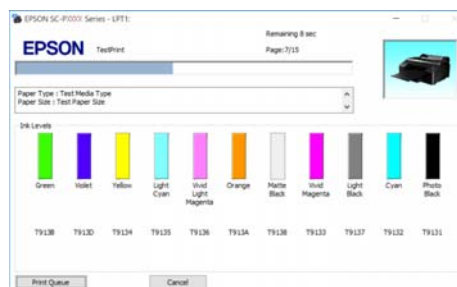 EPSON SC-PXXXX Series - LPT1:
Remaining 8 sec
EPSON
TestPrint
Page:7/15
Paper Type : Test Media Type
Paper Size : Test Paper Size
Ink Levels
Green Violet Yellow Light Cyan Vivid Light Magenta Orange Matte Black Vivid Magenta Light Black Cyan Photo Black
T913B T913D T9134 T9135 T9136 T913A T9138 T9133 T9137 T9132 T9131
Print Queue Cancel